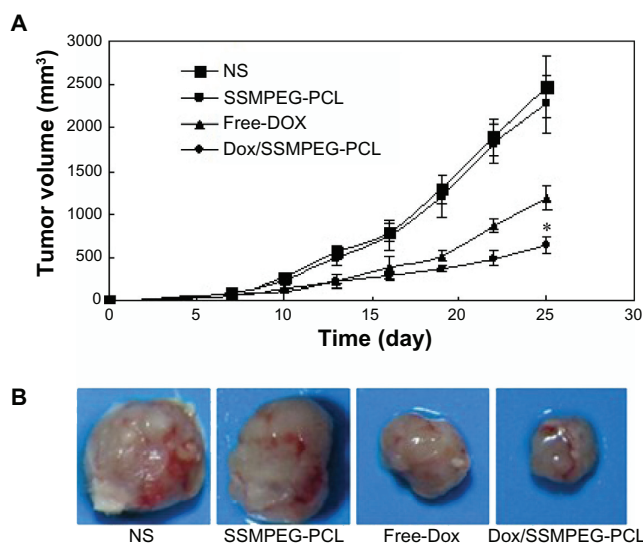 A
Tumor volume (mm³)
3000
2500
2000
1500
1000
500
0
NS
SSMPEG-PCL
Free-DOX
Dox/SSMPEG-PCL
*
0 5 10 15 20 25 30
Time (day)
B
NS SSMPEG-PCL Free-Dox Dox/SSMPEG-PCL